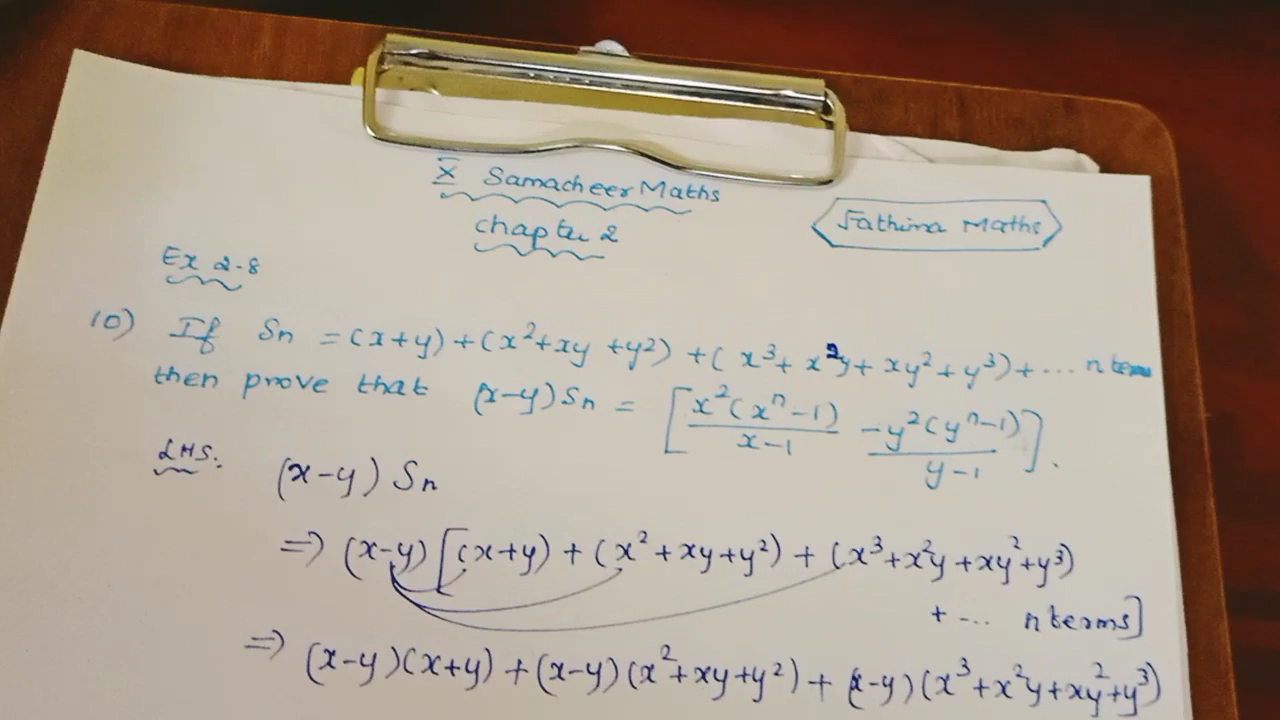 X Samacheer Maths
Fathima Maths
Chapter 2
Ex 2.8
10) If Sn = (x+y) + (x²+xy+y²) + (x³+x²y+xy²+y³) + ... n terms
then prove that (x-y)Sn = [x²(xⁿ-1)/x-1 - y²(yⁿ-1)/y-1].
LHS.
(x-y) Sn
⇒ (x-y) [(x+y) + (x²+xy+y²) + (x³+x²y+xy²+y³)
+ ... n terms]
⇒ (x-y)(x+y) + (x-y)(x²+xy+y²) + (x-y)(x³+x²y+xy²+y³)